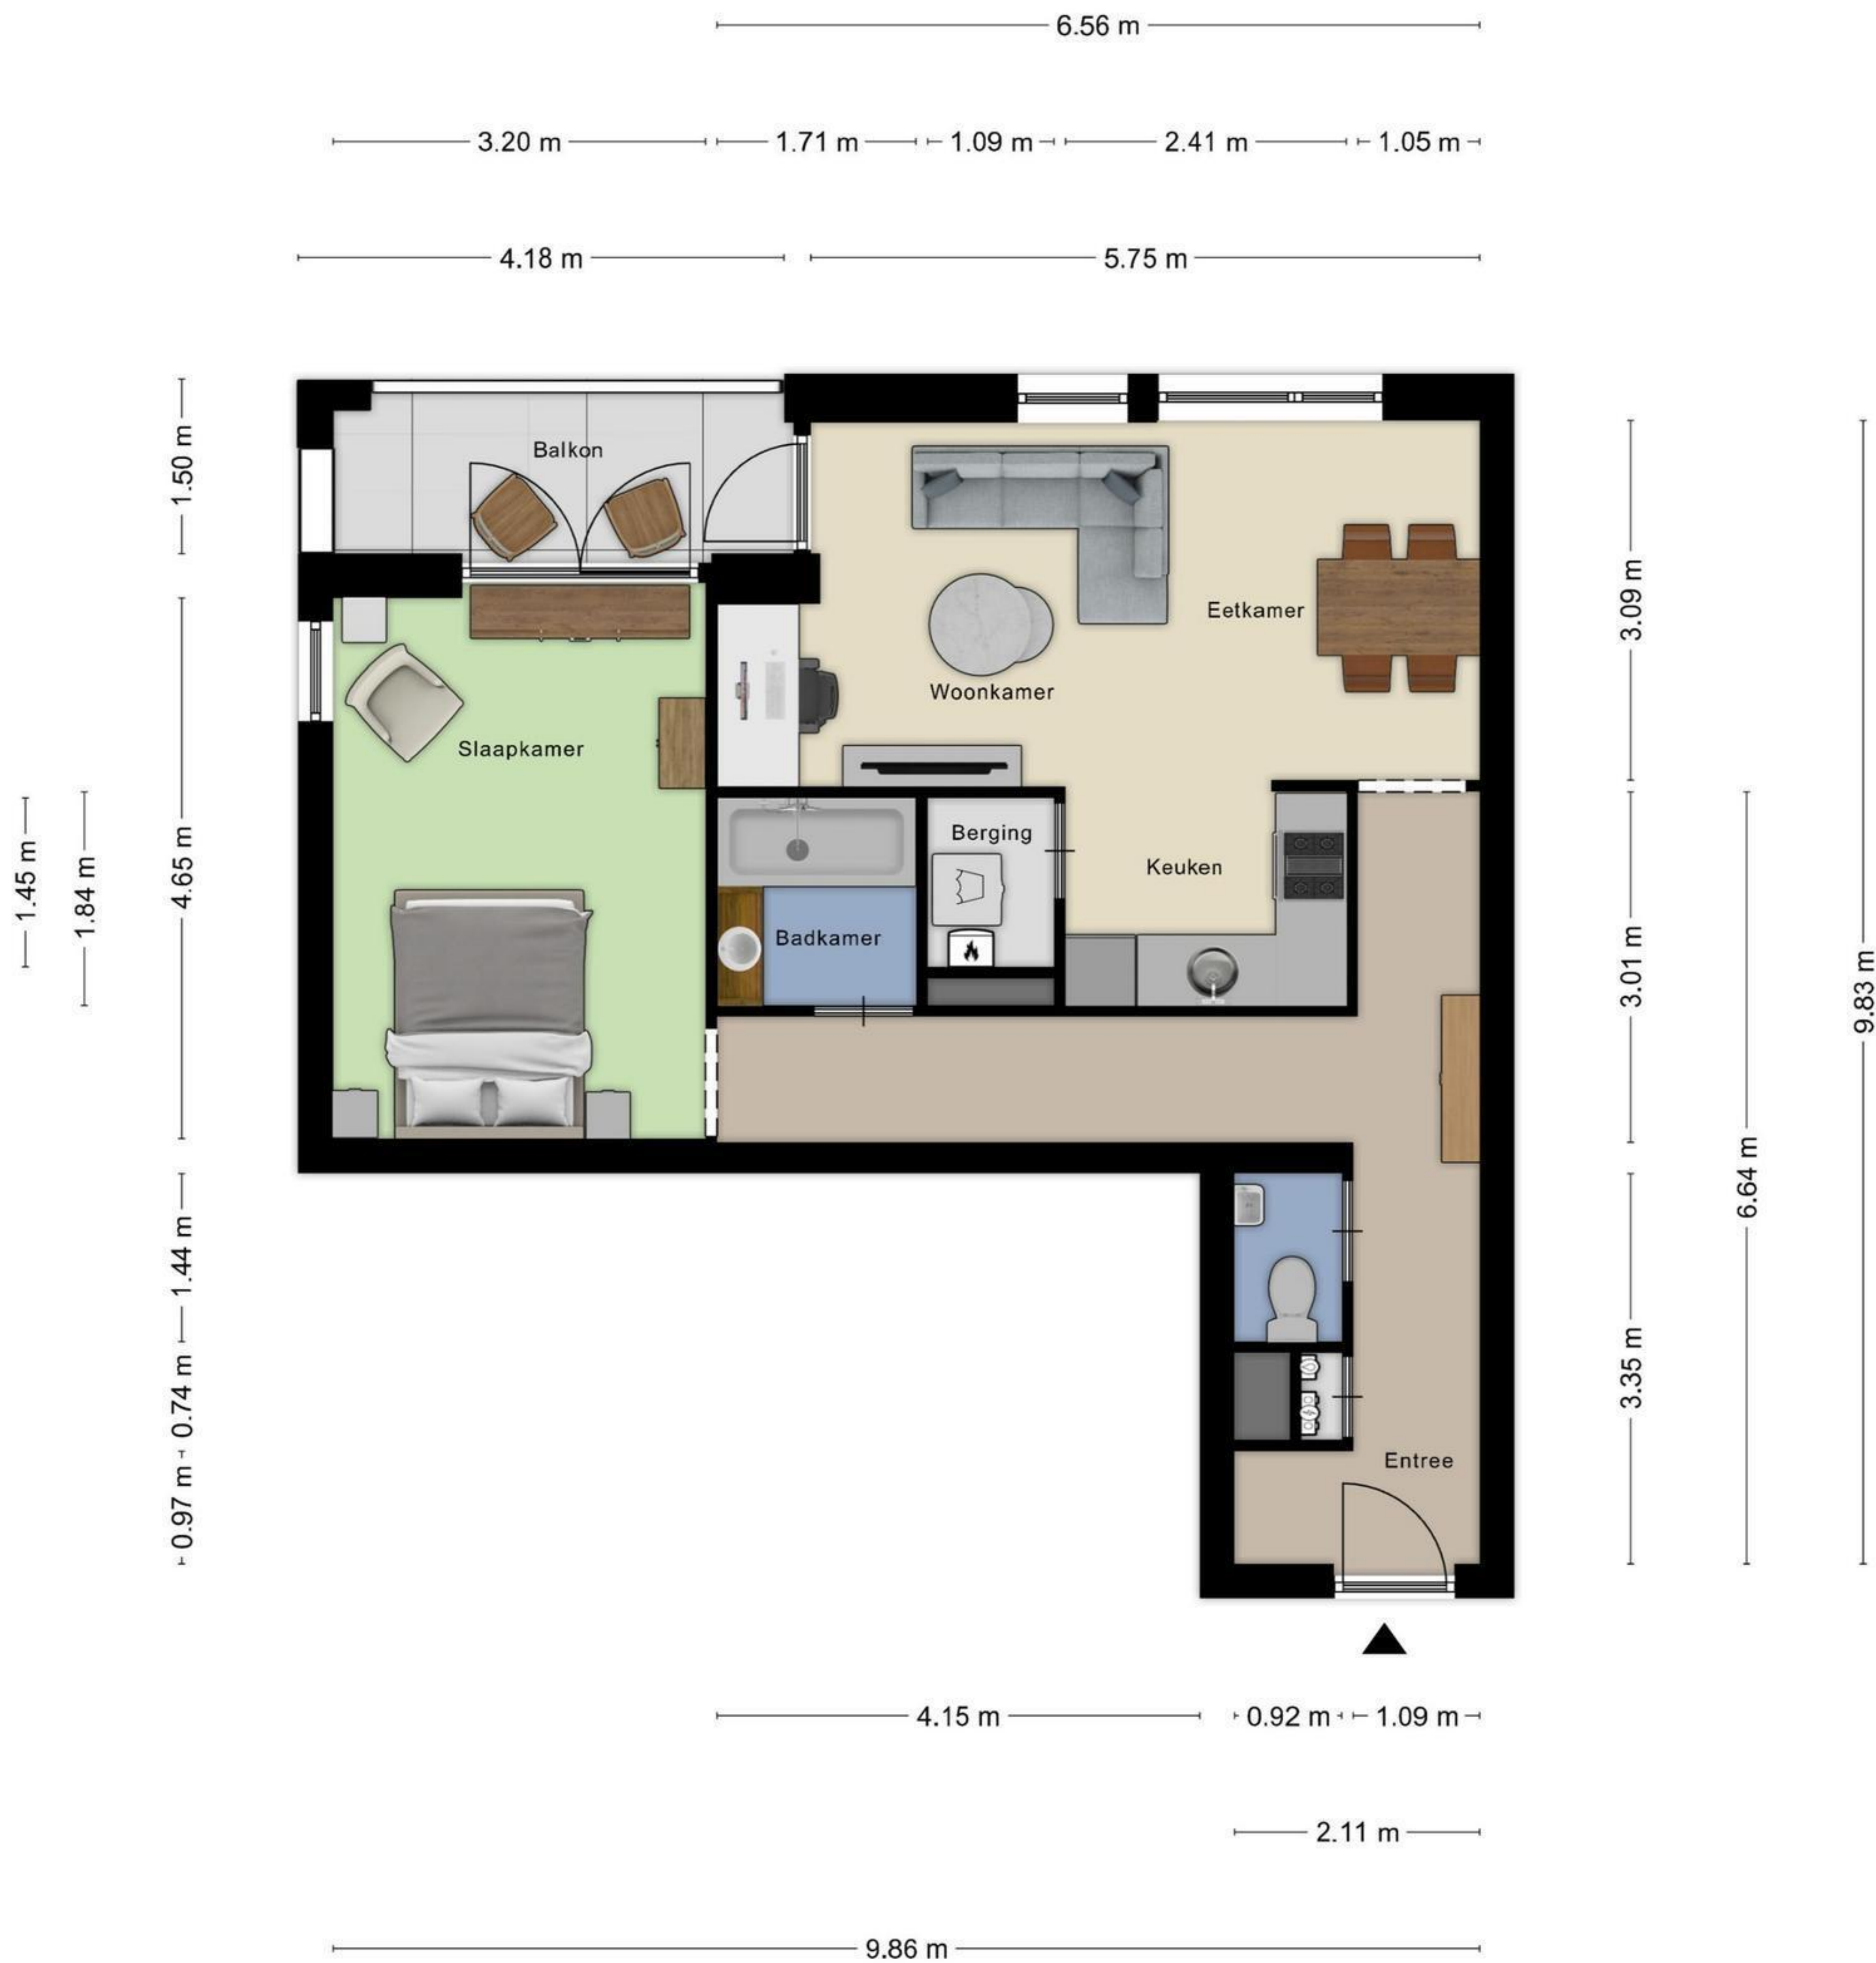 6.56 m
3.20 m
1.71 m
1.09 m
2.41 m
1.05 m
4.18 m
5.75 m
1.50 m
Balkon
3.09 m
Eetkamer
Woonkamer
Slaapkamer
Berging
Keuken
Badkamer
1.45 m
1.84 m
4.65 m
3.01 m
9.83 m
6.64 m
1.44 m
0.74 m
0.97 m
3.35 m
Entree
4.15 m
0.92 m
1.09 m
2.11 m
9.86 m